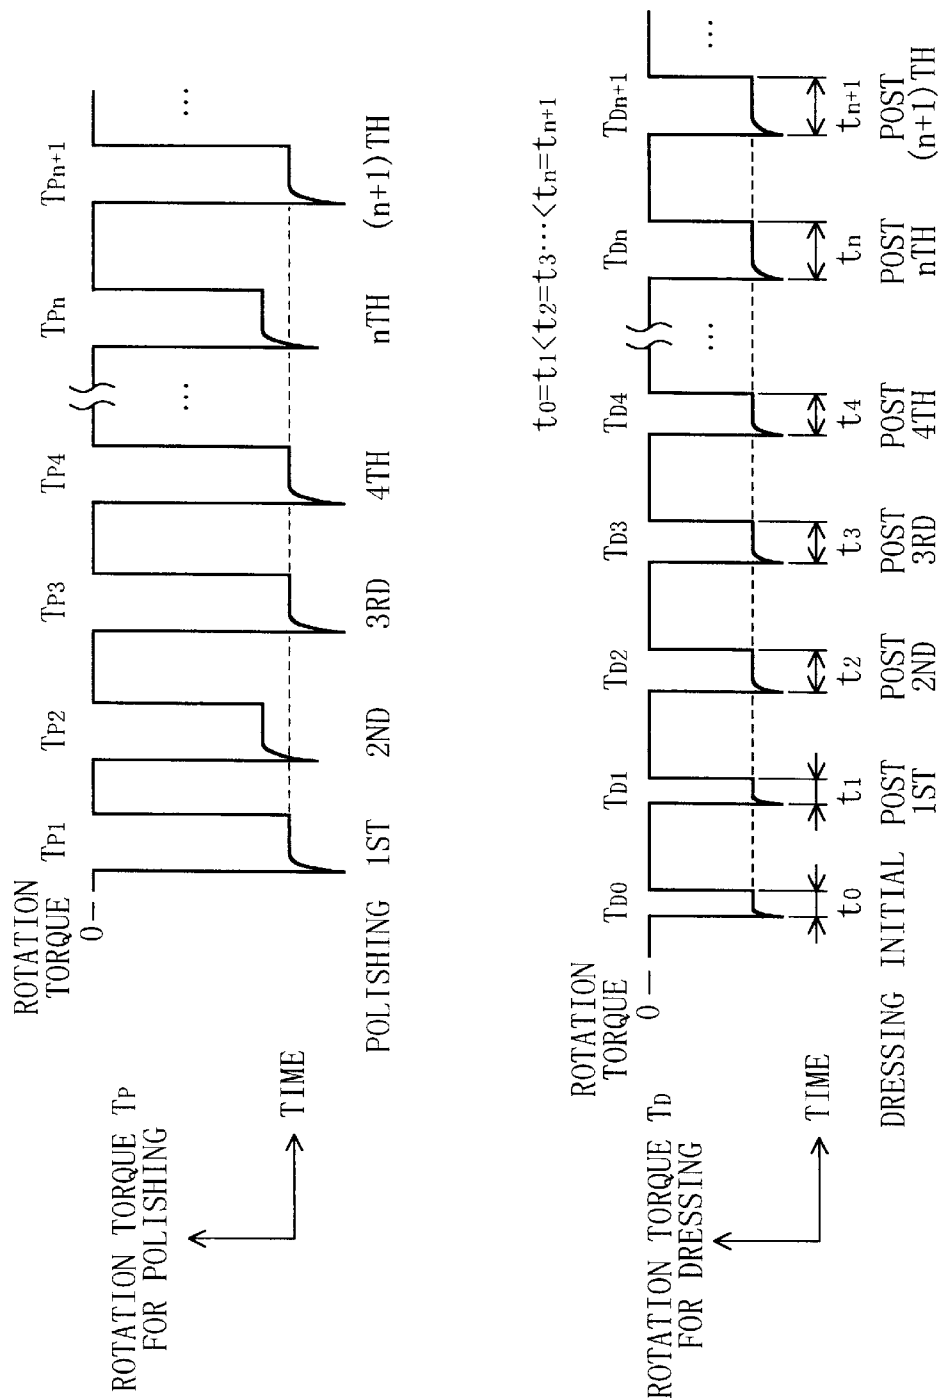 ROTATION TORQUE TP
FOR POLISHING
TIME
ROTATION
TORQUE
0
TP1
TP2
TP3
TP4
TPn
TPn+1
...
...
POLISHING
1ST
2ND
3RD
4TH
nTH
(n+1)TH
ROTATION TORQUE TD
FOR DRESSING
TIME
t0=t1<t2=t3...<tn=tn+1
ROTATION
TORQUE
0
TD0
TD1
TD2
TD3
TD4
TDn
TDn+1
...
...
t0
t1
t2
t3
t4
tn
tn+1
DRESSING
INITIAL
POST
1ST
POST
2ND
POST
3RD
POST
4TH
POST
nTH
POST
(n+1)TH